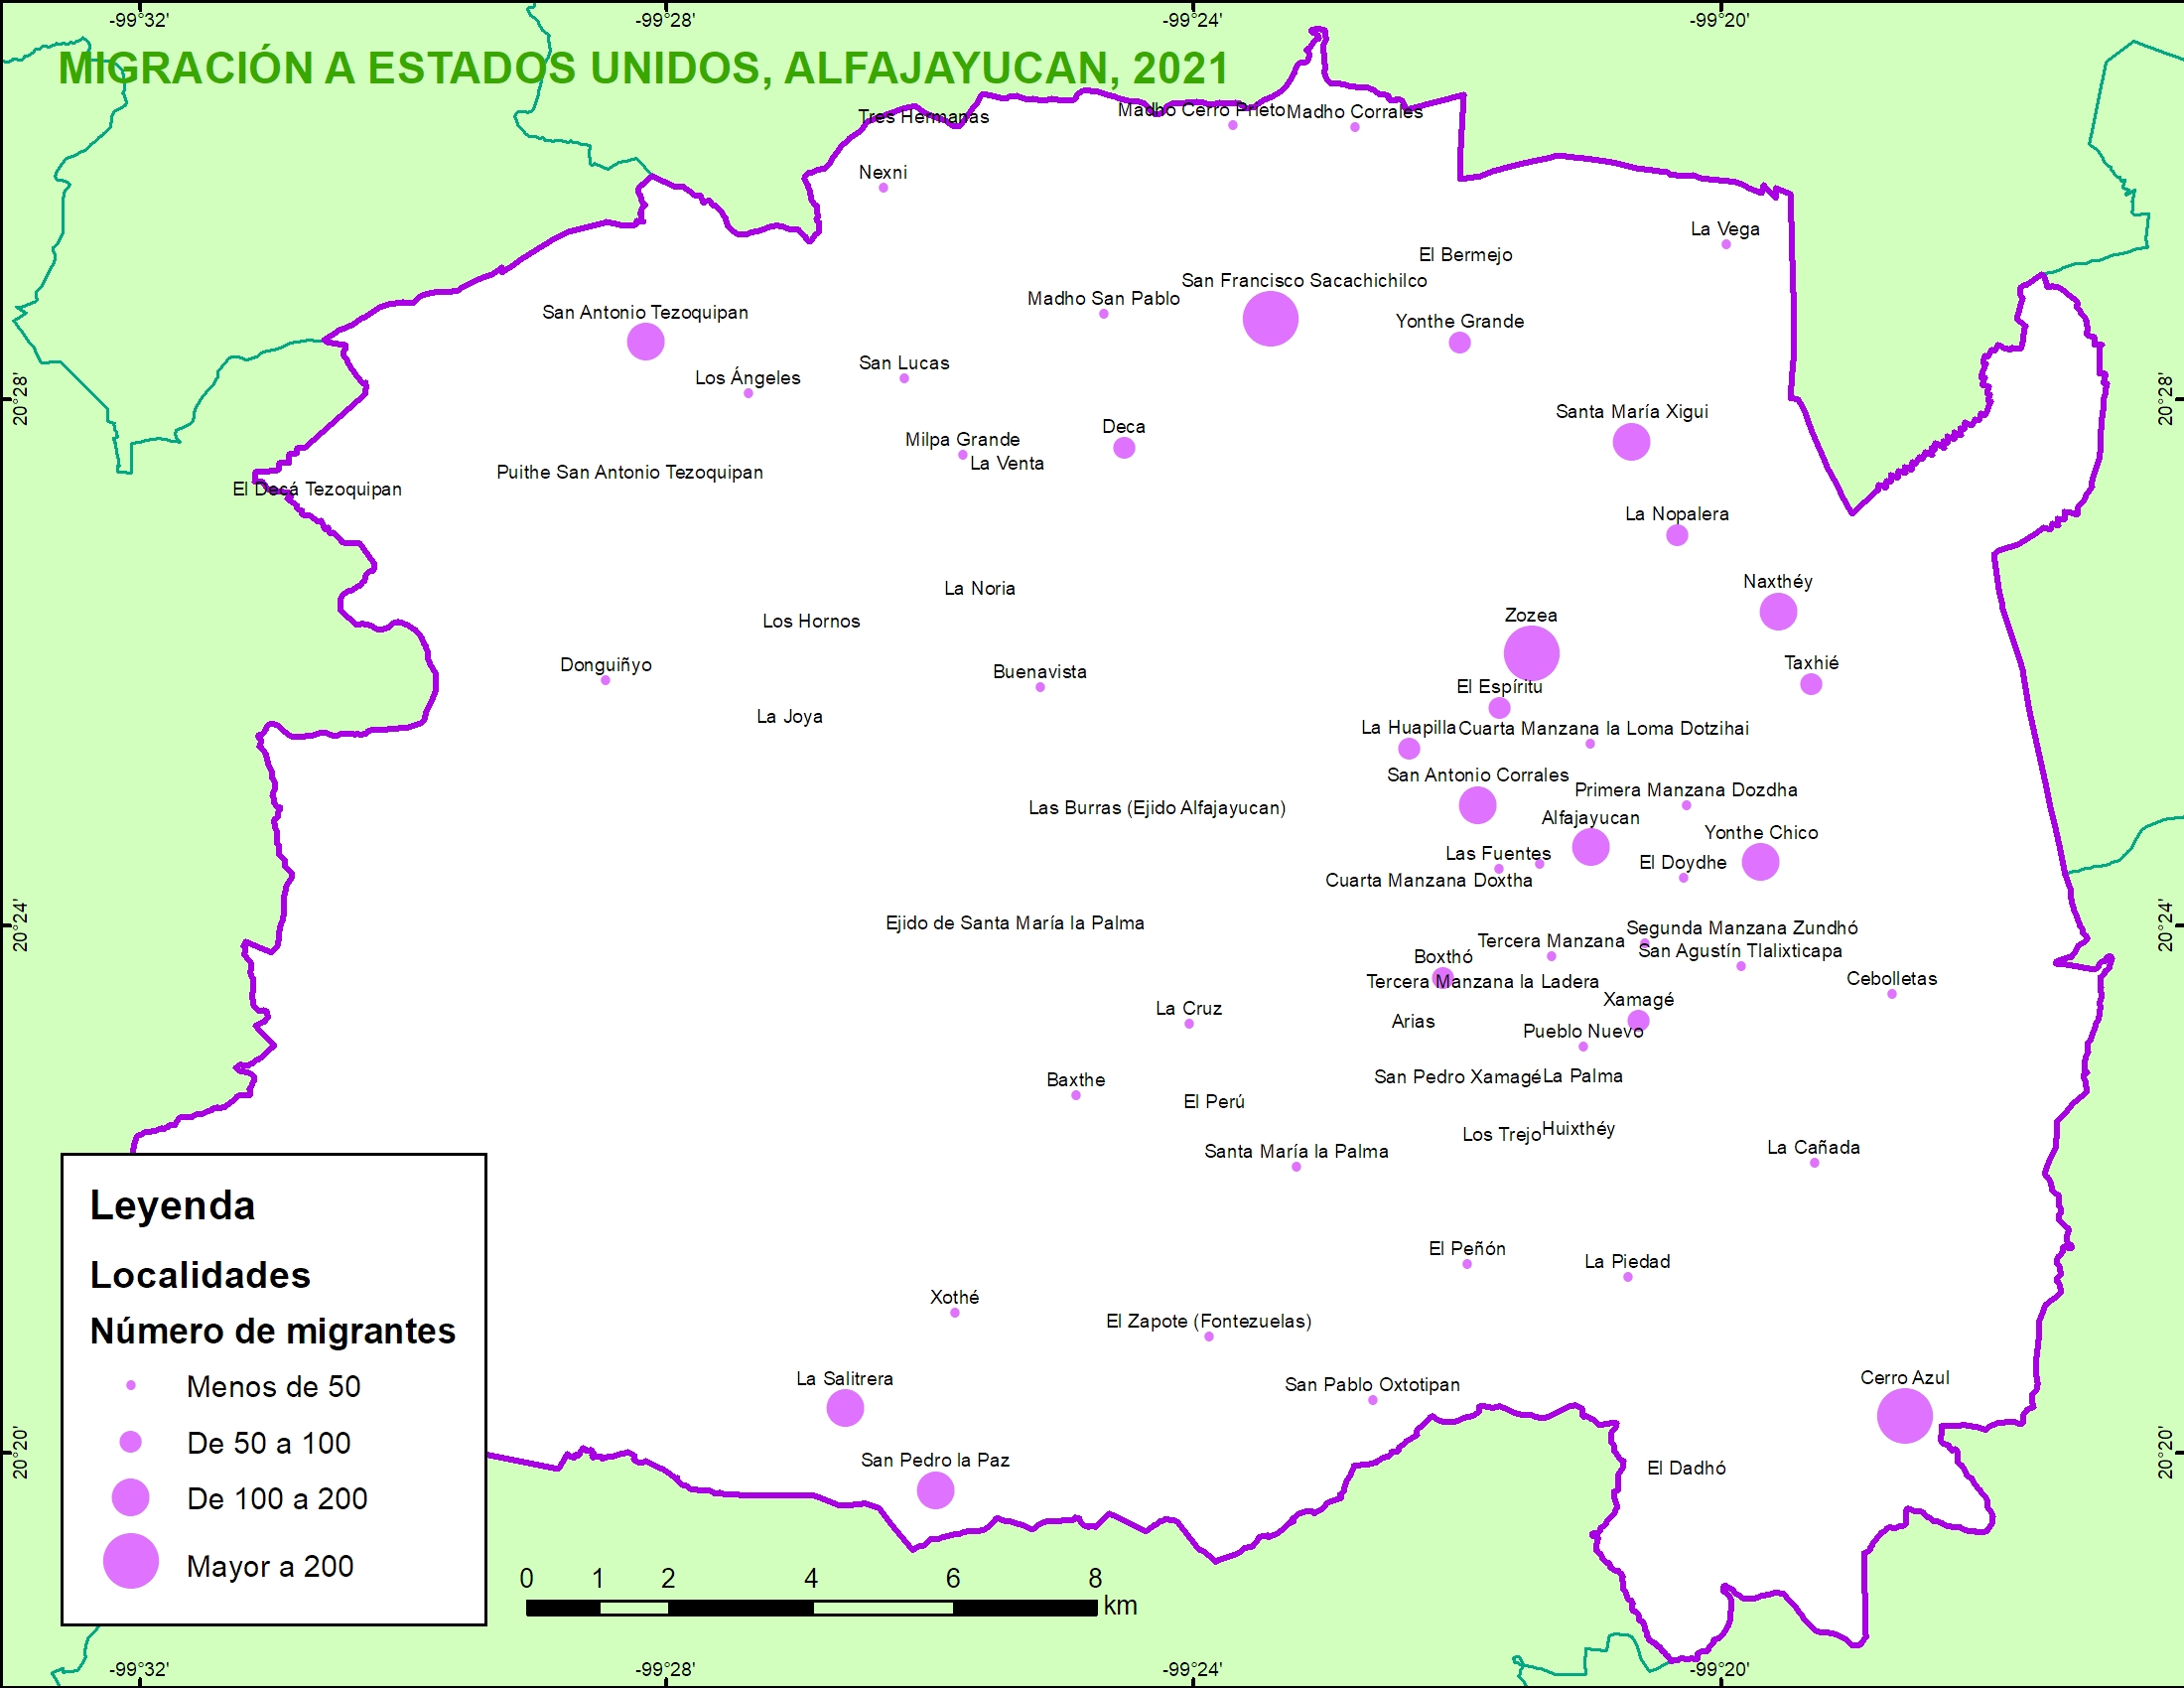 -99°32'
-99°28'
-99°24'
-99°20'
MIGRACIÓN A ESTADOS UNIDOS, ALFAJAYUCAN, 2021
Tres Hermanas
Madho Cerro Prieto
Madho Corrales
Nexni
La Vega
El Bermejo
San Francisco Sacachichilco
Madho San Pablo
San Antonio Tezoquipan
Yonthe Grande
San Lucas
Los Ángeles
20°28'
20°28'
Santa María Xigui
Deca
Milpa Grande
La Venta
Puithe San Antonio Tezoquipan
El Decá Tezoquipan
La Nopalera
Naxthéy
La Noria
Zozea
Los Hornos
Taxhié
Donguiñyo
Buenavista
El Espíritu
La Joya
La Huapilla
Cuarta Manzana la Loma Dotzihai
San Antonio Corrales
Primera Manzana Dozdha
Las Burras (Ejido Alfajayucan)
Alfajayucan
Yonthe Chico
Las Fuentes
El Doydhe
Cuarta Manzana Doxtha
20°24'
20°24'
Ejido de Santa María la Palma
Segunda Manzana Zundhó
Tercera Manzana
San Agustín Tlalixticapa
Boxthó
Cebolletas
Tercera Manzana la Ladera
Xamagé
La Cruz
Arias
Pueblo Nuevo
San Pedro Xamagé
La Palma
Baxthe
El Perú
Huixthéy
Los Trejo
La Cañada
Santa María la Palma
El Peñón
La Piedad
Xothé
El Zapote (Fontezuelas)
La Salitrera
Cerro Azul
San Pablo Oxtotipan
20°20'
20°20'
San Pedro la Paz
El Dadhó
Leyenda
Localidades
Número de migrantes
Menos de 50
De 50 a 100
De 100 a 200
Mayor a 200
0 1 2 4 6 8
km
-99°32'
-99°28'
-99°24'
-99°20'